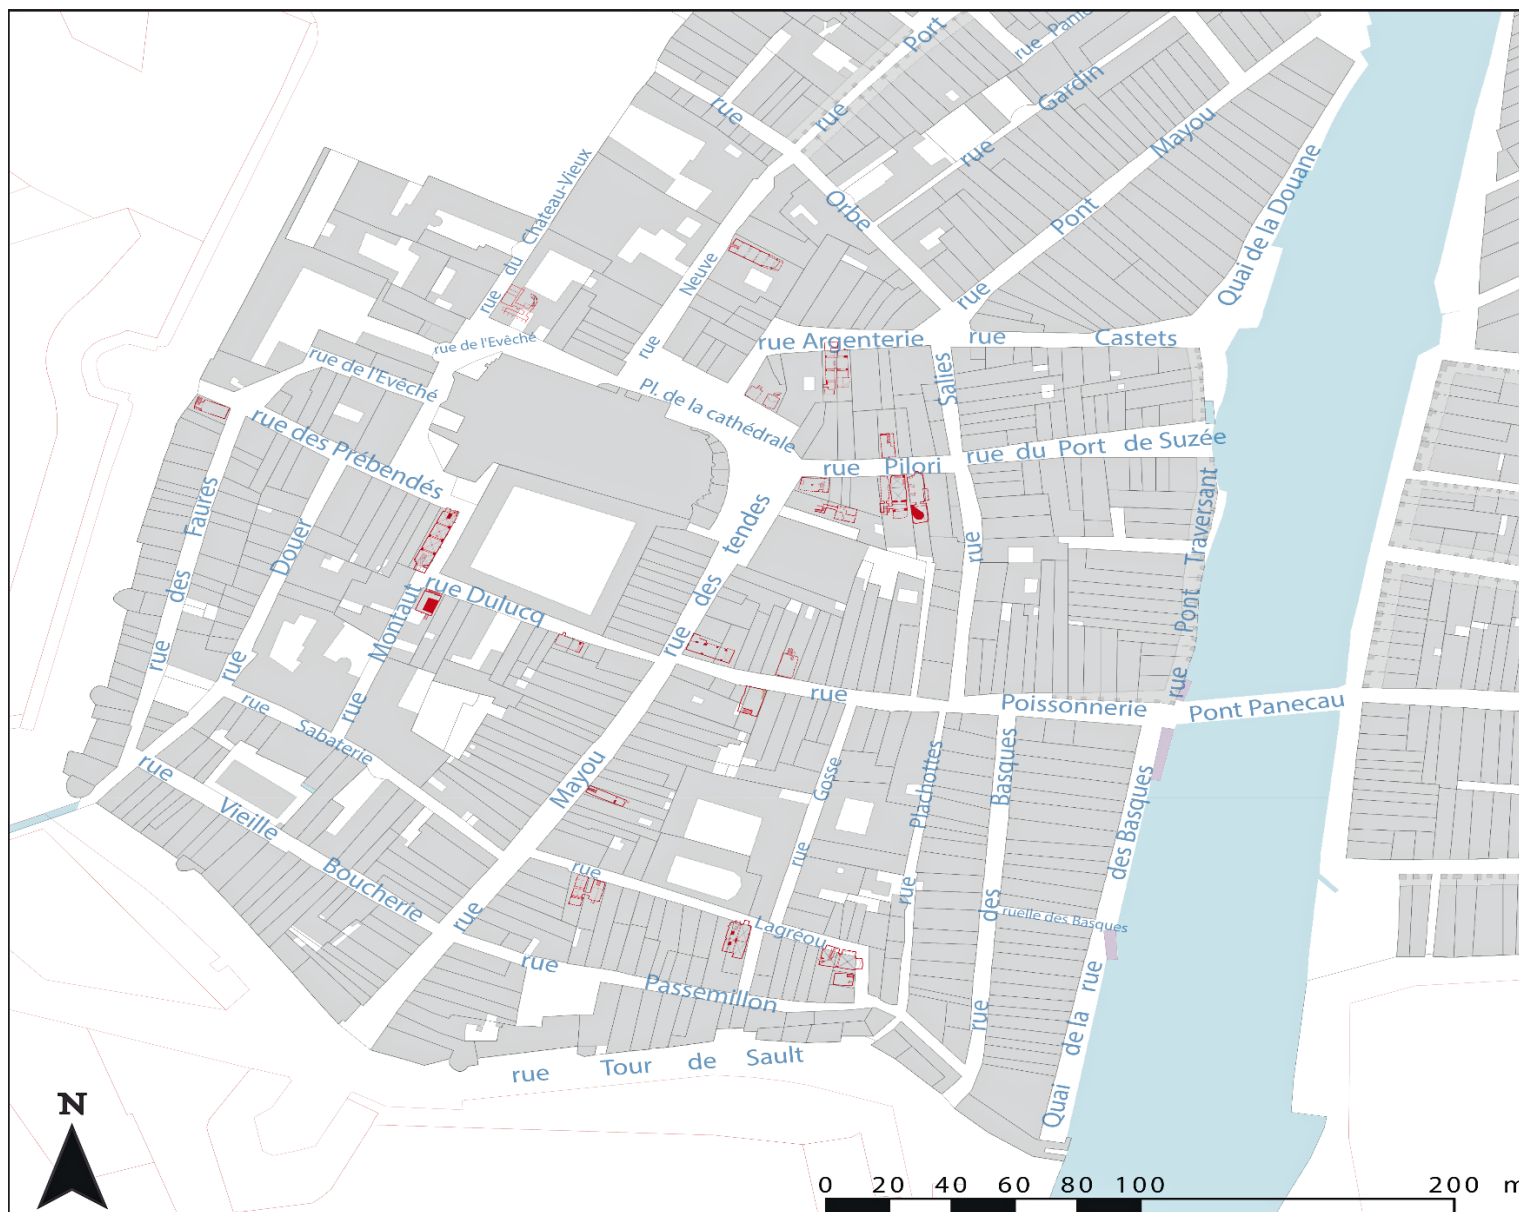 rue Port
rue Panie
rue Gardin
rue Orbe
rue Pont Mayou
Quai de la Douane
rue du Chateau-Vieux
rue Neuve
rue de l'Evêché
rue de l'Evêché
rue Argenterie
rue Castets
Pl. de la cathédrale
rue Salies
rue des Prébendés
rue Pilori
rue du Port de Suzée
rue des Faures
rue Douer
rue des tendes
rue Pont Traversant
rue Montaut
rue Dulucq
rue Poissonnerie
Pont Panecau
rue Sabaterie
rue Mayou
rue Gosse
rue Plachottes
rue des Basques
rue Vieille Boucherie
rue Lagréou
ruelle des Basques
Quai de la rue des Basques
rue Passemillon
rue Tour de Sault
N
0 20 40 60 80 100 200 m